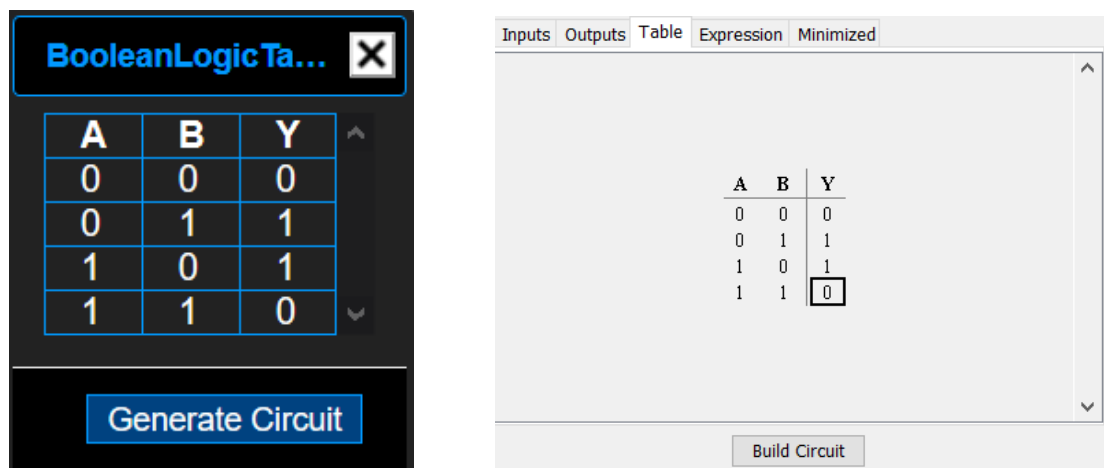 BooleanLogicTa...
A B Y
0 0 0
0 1 1
1 0 1
1 1 0
Generate Circuit
Inputs Outputs Table Expression Minimized
A B Y
0 0 0
0 1 1
1 0 1
1 1 0
Build Circuit